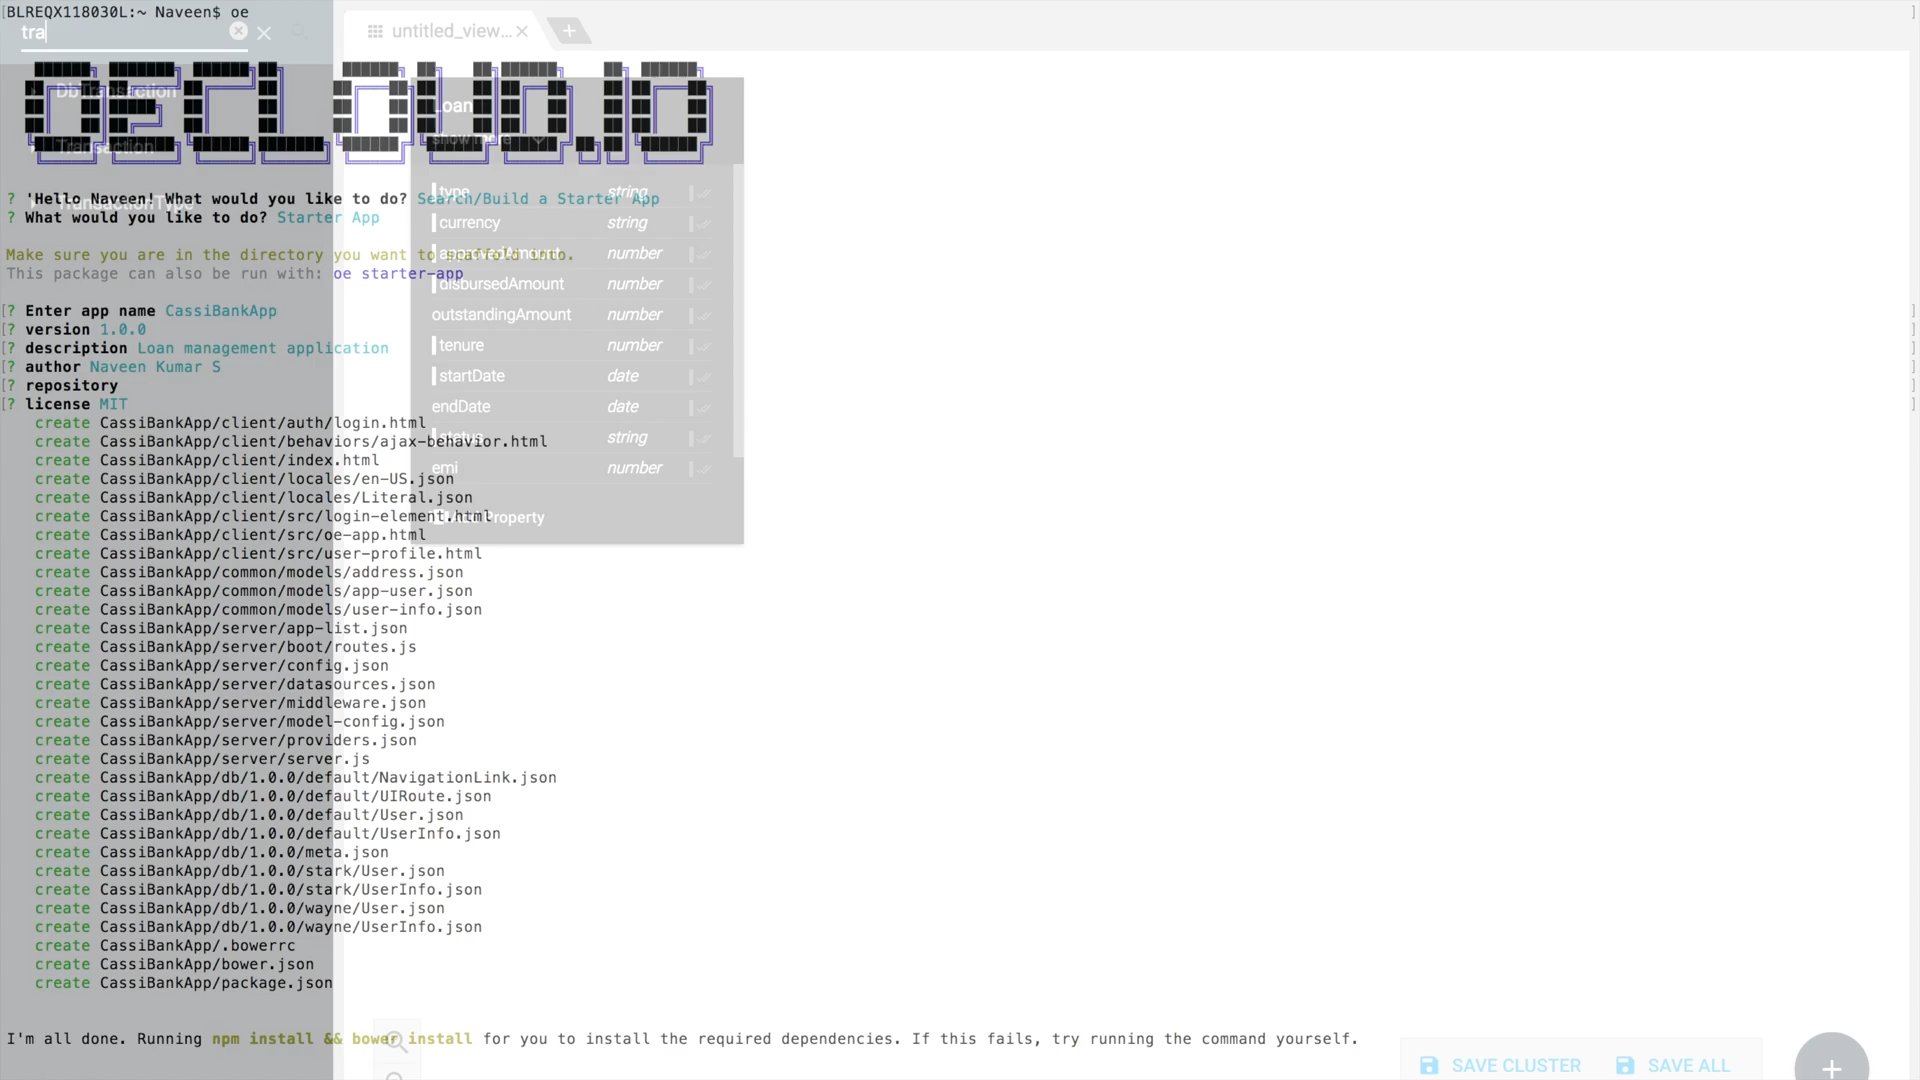 [BLREQX118030L:~ Naveen$ oe
tra
untitled_view...
OECLOUD.IO
DbTransaction
Transaction
TransactionType
Loan
show more
type string
currency string
approvedAmount number
disbursedAmount number
outstandingAmount number
tenure number
startDate date
endDate date
status string
emi number
Add Property
? 'Hello Naveen! What would you like to do? Search/Build a Starter App
? What would you like to do? Starter App
Make sure you are in the directory you want to scaffold into.
This package can also be run with: oe starter-app
[? Enter app name CassiBankApp
[? version 1.0.0
[? description Loan management application
[? author Naveen Kumar S
[? repository
[? license MIT
create CassiBankApp/client/auth/login.html
create CassiBankApp/client/behaviors/ajax-behavior.html
create CassiBankApp/client/index.html
create CassiBankApp/client/locales/en-US.json
create CassiBankApp/client/locales/Literal.json
create CassiBankApp/client/src/login-element.html
create CassiBankApp/client/src/oe-app.html
create CassiBankApp/client/src/user-profile.html
create CassiBankApp/common/models/address.json
create CassiBankApp/common/models/app-user.json
create CassiBankApp/common/models/user-info.json
create CassiBankApp/server/app-list.json
create CassiBankApp/server/boot/routes.js
create CassiBankApp/server/config.json
create CassiBankApp/server/datasources.json
create CassiBankApp/server/middleware.json
create CassiBankApp/server/model-config.json
create CassiBankApp/server/providers.json
create CassiBankApp/server/server.js
create CassiBankApp/db/1.0.0/default/NavigationLink.json
create CassiBankApp/db/1.0.0/default/UIRoute.json
create CassiBankApp/db/1.0.0/default/User.json
create CassiBankApp/db/1.0.0/default/UserInfo.json
create CassiBankApp/db/1.0.0/meta.json
create CassiBankApp/db/1.0.0/stark/User.json
create CassiBankApp/db/1.0.0/stark/UserInfo.json
create CassiBankApp/db/1.0.0/wayne/User.json
create CassiBankApp/db/1.0.0/wayne/UserInfo.json
create CassiBankApp/.bowerrc
create CassiBankApp/bower.json
create CassiBankApp/package.json
I'm all done. Running npm install && bower install for you to install the required dependencies. If this fails, try running the command yourself.
SAVE CLUSTER
SAVE ALL